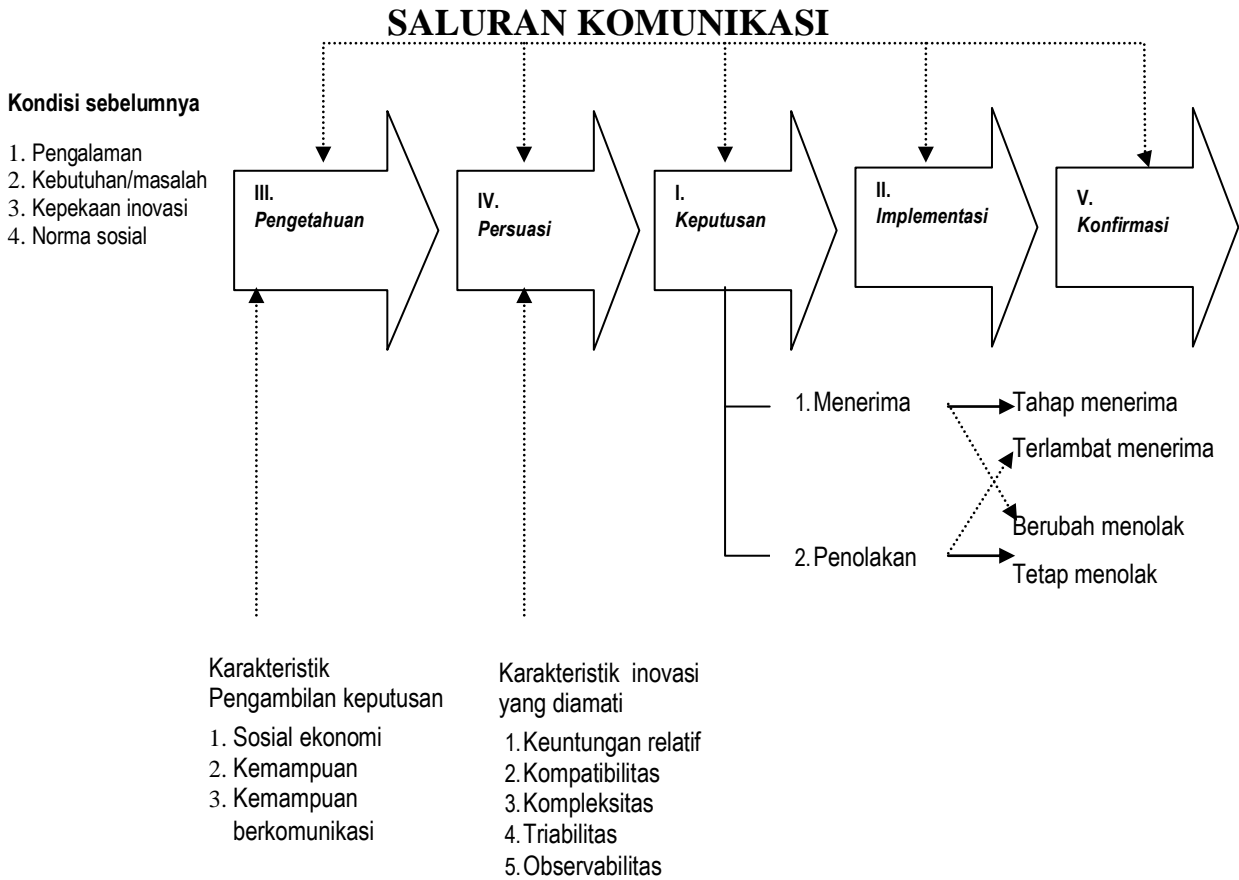 SALURAN KOMUNIKASI
Kondisi sebelumnya
1. Pengalaman
2. Kebutuhan/masalah
3. Kepekaan inovasi
4. Norma sosial
III.
Pengetahuan
IV.
Persuasi
I.
Keputusan
II.
Implementasi
V.
Konfirmasi
1. Menerima
Tahap menerima
Terlambat menerima
Berubah menolak
2. Penolakan
Tetap menolak
Karakteristik
Pengambilan keputusan
1. Sosial ekonomi
2. Kemampuan
3. Kemampuan
berkomunikasi
Karakteristik inovasi
yang diamati
1. Keuntungan relatif
2. Kompatibilitas
3. Kompleksitas
4. Triabilitas
5. Observabilitas